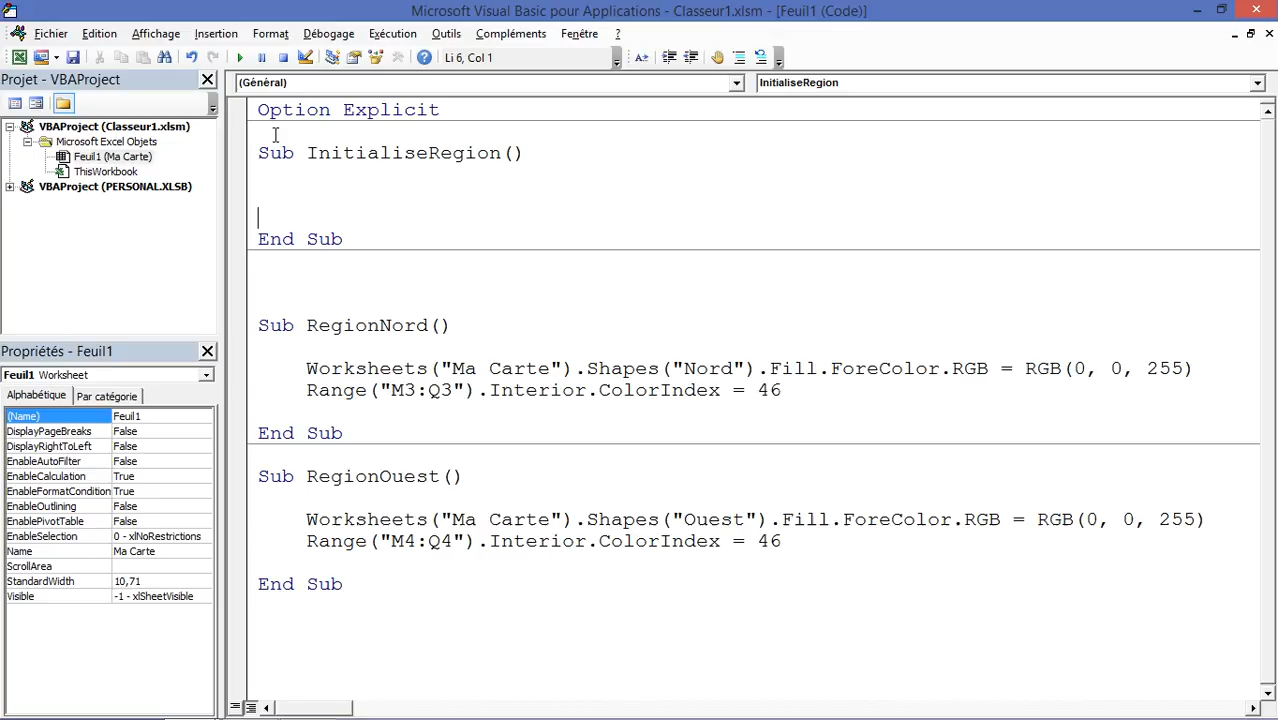 Microsoft Visual Basic pour Applications - Classeur1.xlsm - [Feuil1 (Code)]
Fichier Edition Affichage Insertion Format Débogage Exécution Outils Compléments Fenêtre ?
Li 6, Col 1
Projet - VBAProject
(Général) InitialiseRegion
VBAProject (Classeur1.xlsm)
Microsoft Excel Objets
Feuil1 (Ma Carte)
ThisWorkbook
VBAProject (PERSONAL.XLSB)
Propriétés - Feuil1
Feuil1 Worksheet
Alphabétique Par catégorie
(Name) Feuil1
DisplayPageBreaks False
DisplayRightToLeft False
EnableAutoFilter False
EnableCalculation True
EnableFormatCondition True
EnableOutlining False
EnablePivotTable False
EnableSelection 0 - xlNoRestrictions
Name Ma Carte
ScrollArea
StandardWidth 10,71
Visible -1 - xlSheetVisible
Option Explicit
Sub InitialiseRegion()
End Sub
Sub RegionNord()
Worksheets("Ma Carte").Shapes("Nord").Fill.ForeColor.RGB = RGB(0, 0, 255)
Range("M3:Q3").Interior.ColorIndex = 46
End Sub
Sub RegionOuest()
Worksheets("Ma Carte").Shapes("Ouest").Fill.ForeColor.RGB = RGB(0, 0, 255)
Range("M4:Q4").Interior.ColorIndex = 46
End Sub